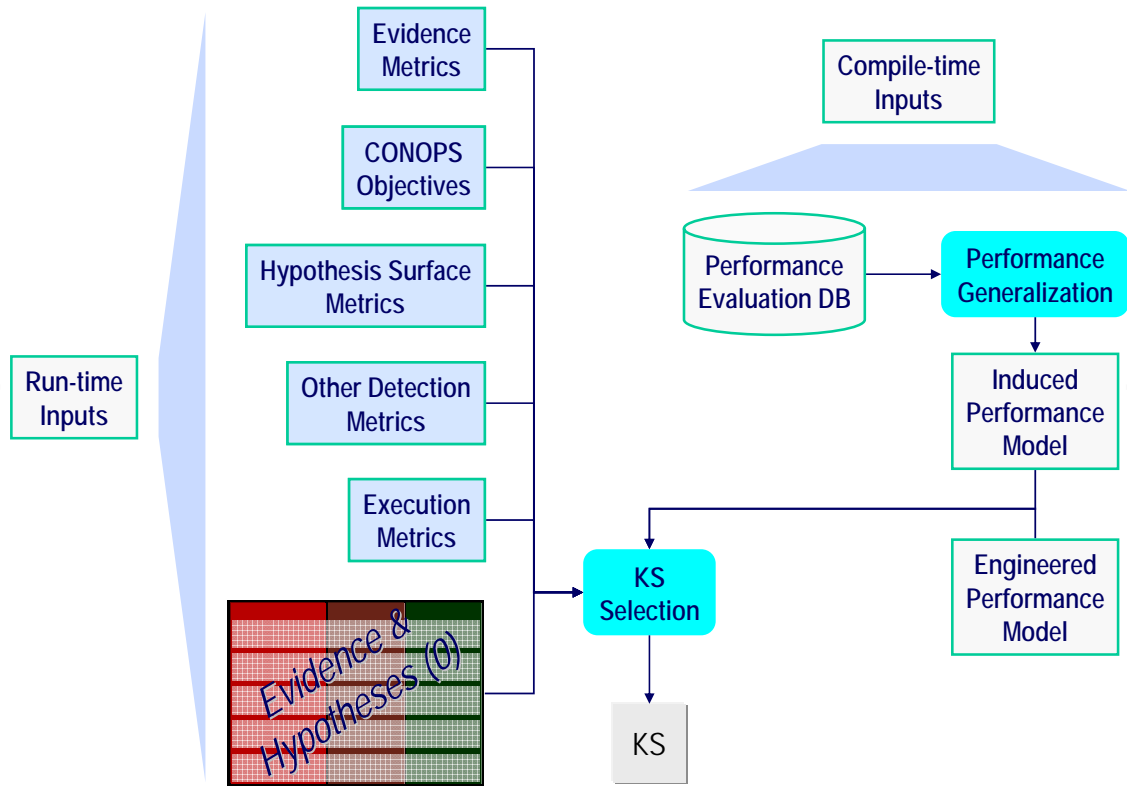 Evidence
Metrics
CONOPS
Objectives
Hypothesis Surface
Metrics
Other Detection
Metrics
Execution
Metrics
Evidence &
Hypotheses (0)
Run-time
Inputs
Compile-time
Inputs
Performance
Evaluation DB
Performance
Generalization
Induced
Performance
Model
Engineered
Performance
Model
KS
Selection
KS